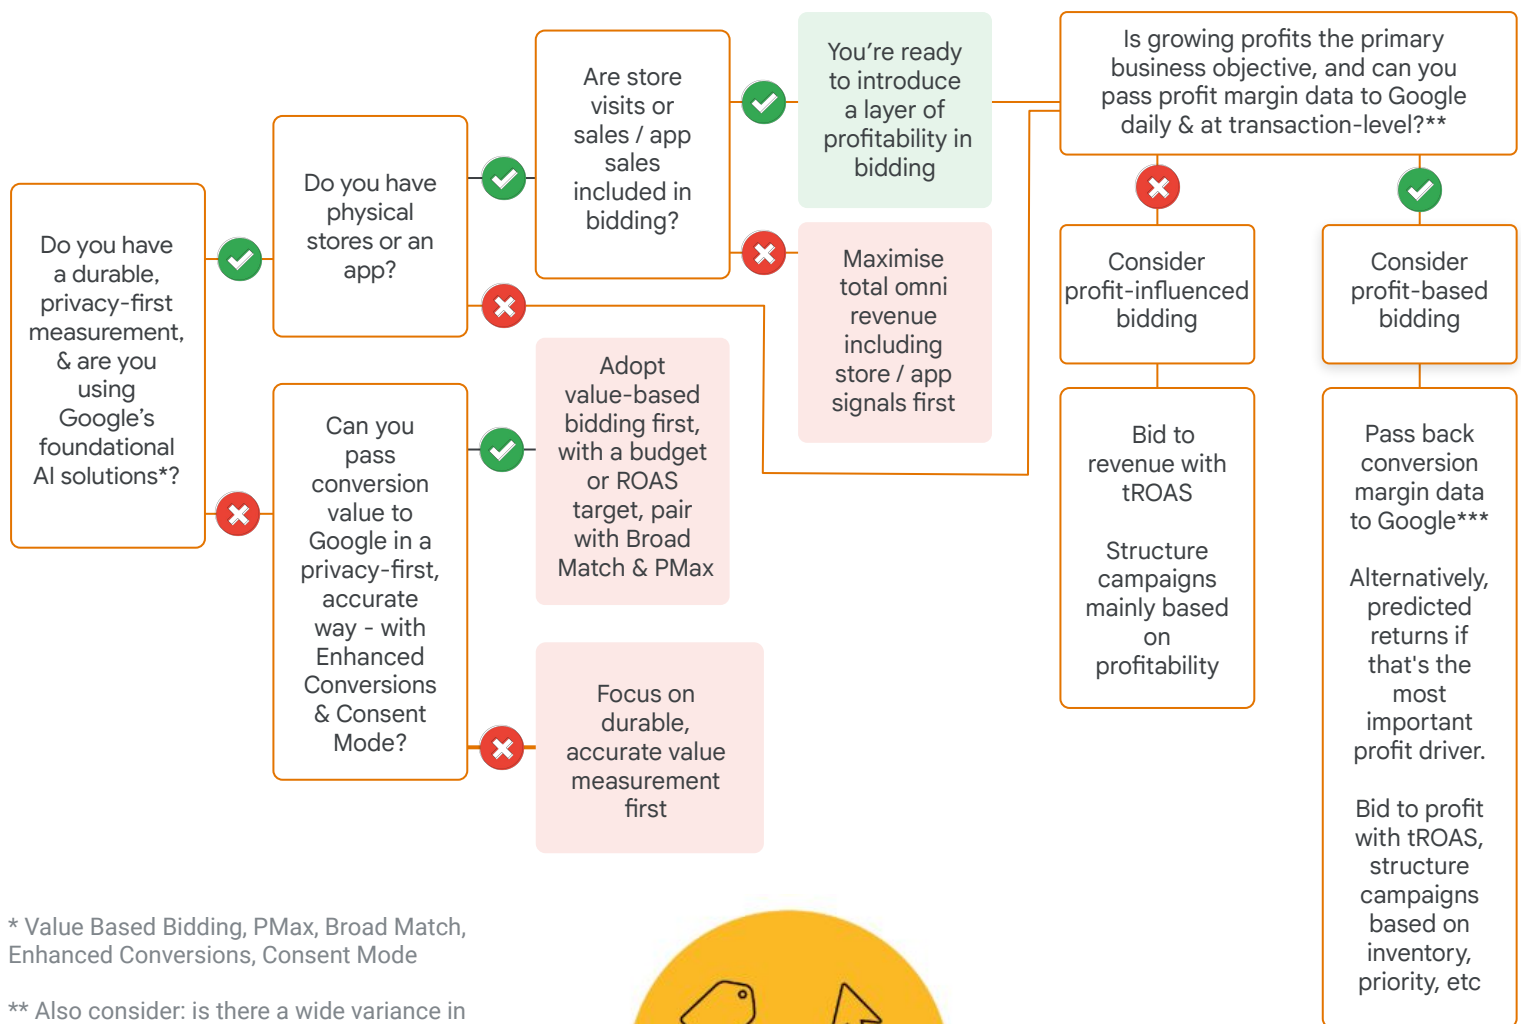 Do you have
a durable,
privacy-first
measurement,
& are you
using
Google's
foundational
AI solutions*?
Do you have
physical
stores or an
app?
Are store
visits or
sales / app
sales
included in
bidding?
You're ready
to introduce
a layer of
profitability in
bidding
Maximise
total omni
revenue
including
store / app
signals first
Can you
pass
conversion
value to
Google in a
privacy-first,
accurate
way - with
Enhanced
Conversions
& Consent
Mode?
Adopt
value-based
bidding first,
with a budget
or ROAS
target, pair
with Broad
Match & PMax
Focus on
durable,
accurate value
measurement
first
Is growing profits the primary
business objective, and can you
pass profit margin data to Google
daily & at transaction-level?**
Consider
profit-influenced
bidding
Bid to
revenue with
tROAS
Structure
campaigns
mainly based
on
profitability
Consider
profit-based
bidding
Pass back
conversion
margin data
to Google***
Alternatively,
predicted
returns if
that's the
most
important
profit driver.
Bid to profit
with tROAS,
structure
campaigns
based on
inventory,
priority, etc
* Value Based Bidding, PMax, Broad Match,
Enhanced Conversions, Consent Mode
** Also consider: is there a wide variance in